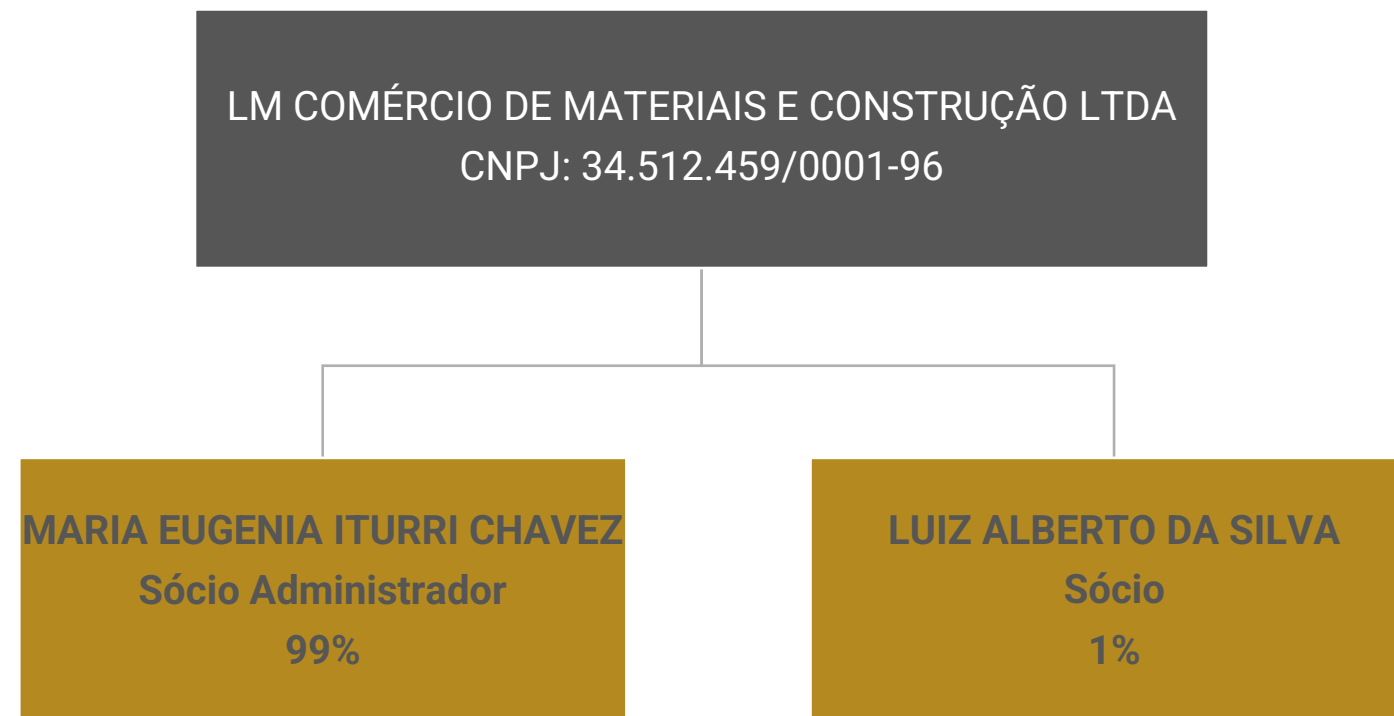 LM COMÉRCIO DE MATERIAIS E CONSTRUÇÃO LTDA
CNPJ: 34.512.459/0001-96
MARIA EUGENIA ITURRI CHAVEZ
Sócio Administrador
99%
LUIZ ALBERTO DA SILVA
Sócio
1%